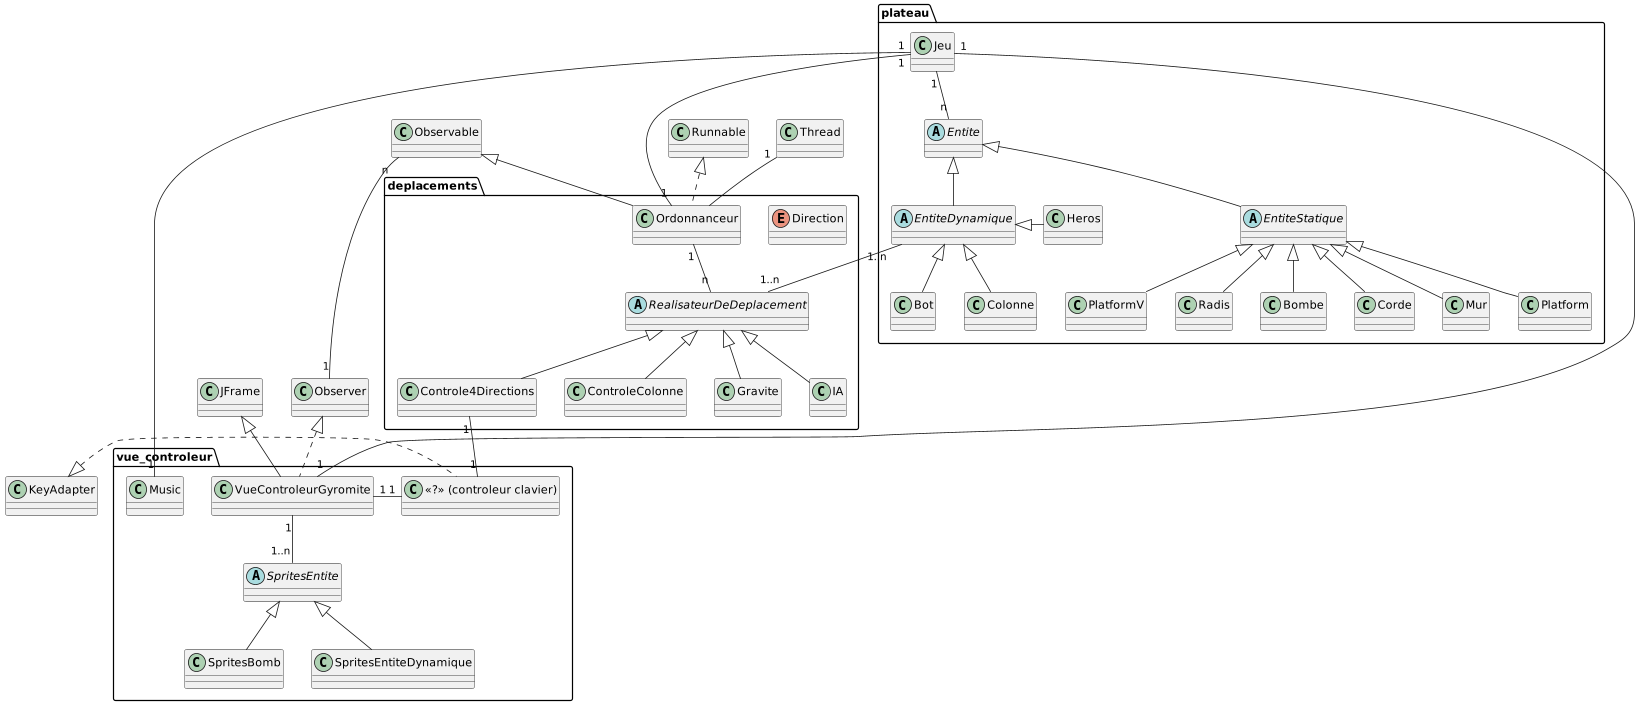 plateau
C Jeu
1
1
1
1
n
C Observable
C Runnable
C Thread
A Entite
n
1
deplacements
1
C Ordonnanceur
E Direction
A EntiteDynamique
C Heros
A EntiteStatique
1
1..n
n
1..n
A RealisateurDeDeplacement
C Bot
C Colonne
C PlatformV
C Radis
C Bombe
C Corde
C Mur
C Platform
1
C JFrame
C Observer
C Controle4Directions
C ControleColonne
C Gravite
C IA
1
vue_controleur
1
1
1
C KeyAdapter
C Music
C VueControleurGyromite
1 1
C «?» (controleur clavier)
1
1..n
A SpritesEntite
C SpritesBomb
C SpritesEntiteDynamique